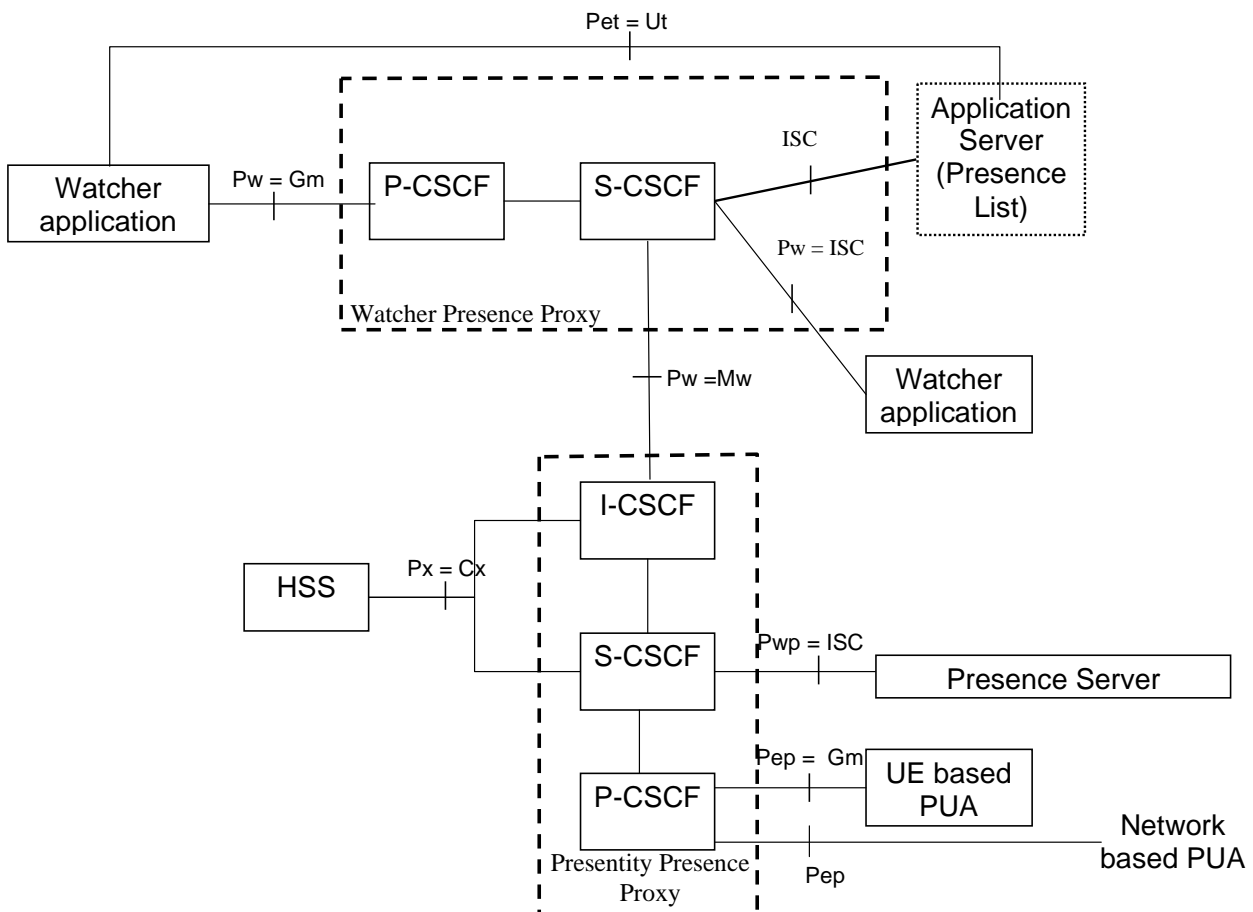 Pet = Ut
Application
Server
(Presence
List)
ISC
Watcher
application
Pw = Gm
P-CSCF
S-CSCF
Pw = ISC
Watcher Presence Proxy
Pw =Mw
Watcher
application
I-CSCF
HSS
Px = Cx
S-CSCF
Pwp = ISC
Presence Server
P-CSCF
Pep = Gm
UE based
PUA
Network
based PUA
Pep
Presentity Presence
Proxy